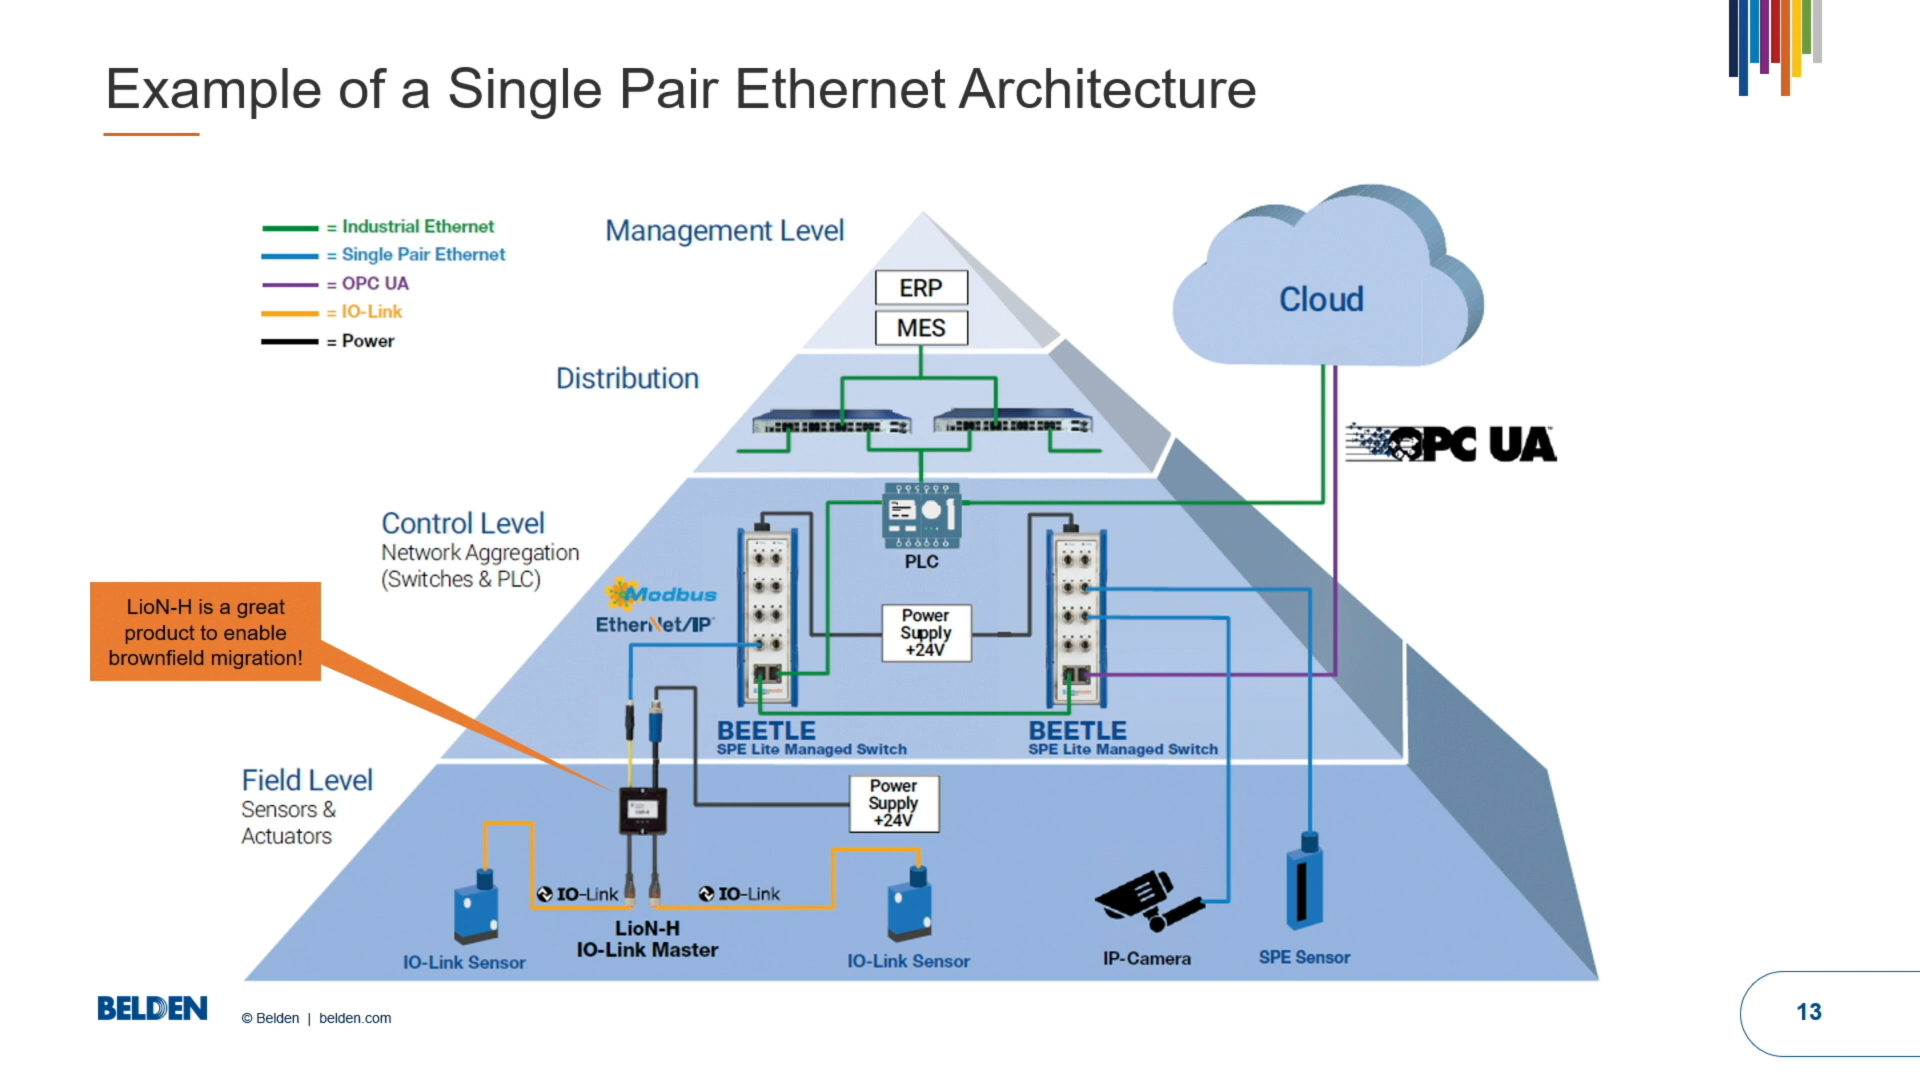 Example of a Single Pair Ethernet Architecture
= Industrial Ethernet
= Single Pair Ethernet
= OPC UA
= IO-Link
= Power
Management Level
ERP
MES
Cloud
Distribution
OPC UA
Control Level
Network Aggregation
(Switches & PLC)
PLC
Modbus
EtherNet/IP
Power
Supply
+24V
LioN-H is a great
product to enable
brownfield migration!
BEETLE
SPE Lite Managed Switch
BEETLE
SPE Lite Managed Switch
Field Level
Sensors &
Actuators
Power
Supply
+24V
IO-Link
IO-Link
LioN-H
IO-Link Master
IO-Link Sensor
IO-Link Sensor
IP-Camera
SPE Sensor
BELDEN
© Belden | belden.com
13